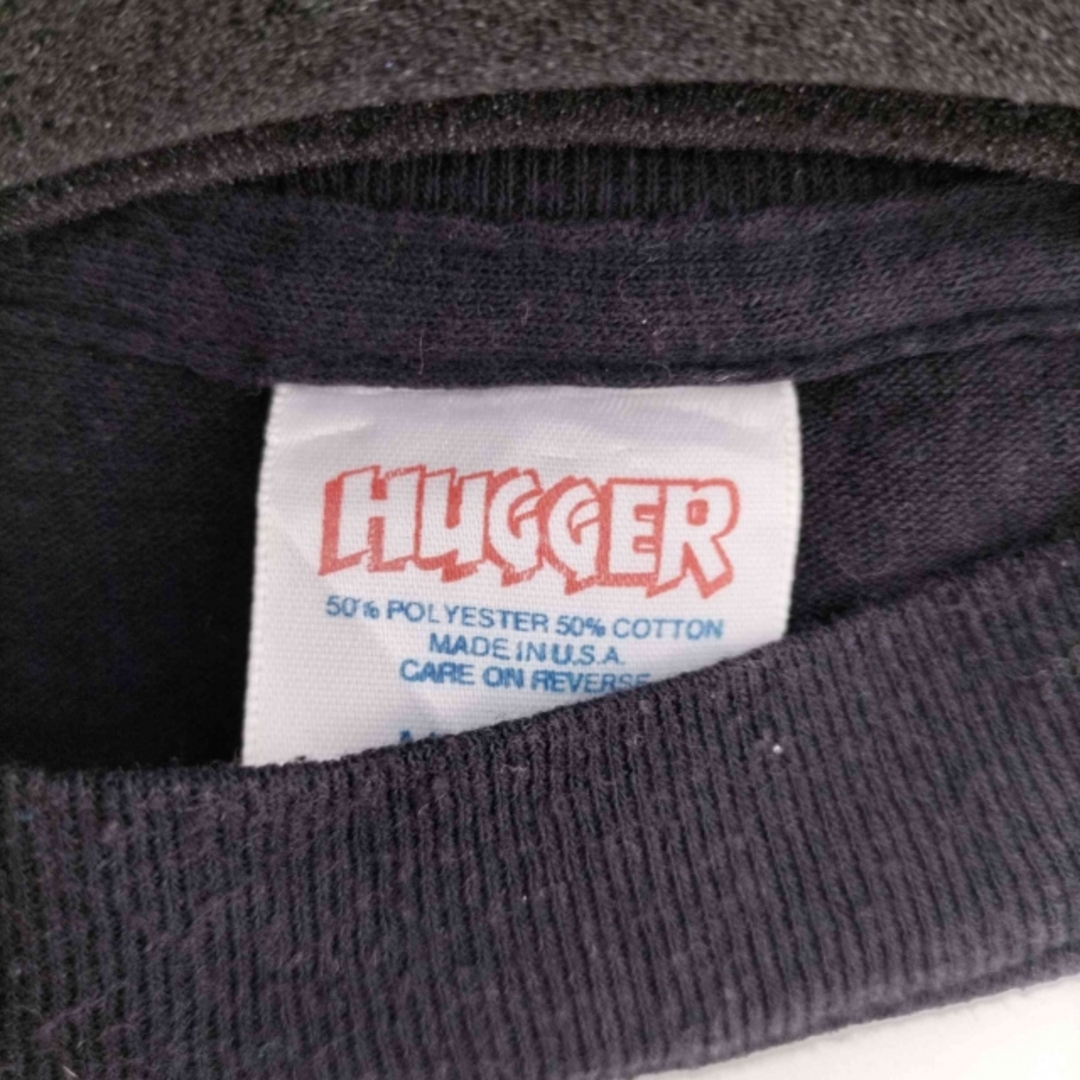 HUGGER
50% POLYESTER 50% COTTON
MADE IN U.S.A.
CARE ON REVERSE